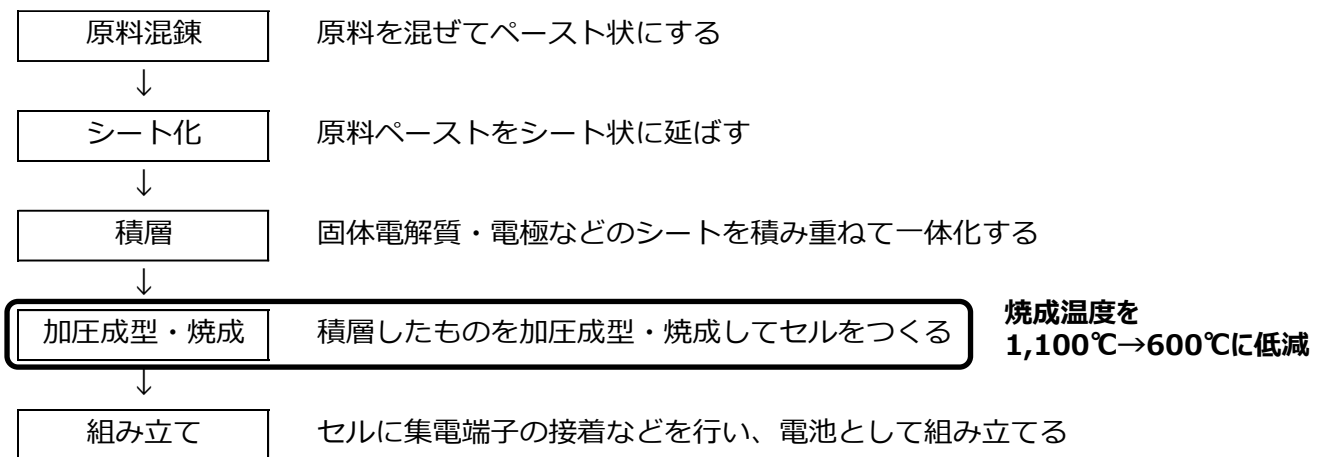 原料混錬 原料を混ぜてペースト状にする
↓
シート化 原料ペーストをシート状に延ばす
↓
積層 固体電解質・電極などのシートを積み重ねて一体化する
↓
加圧成型・焼成 積層したものを加圧成型・焼成してセルをつくる
焼成温度を
1,100℃→600℃に低減
↓
組み立て セルに集電端子の接着などを行い、電池として組み立てる